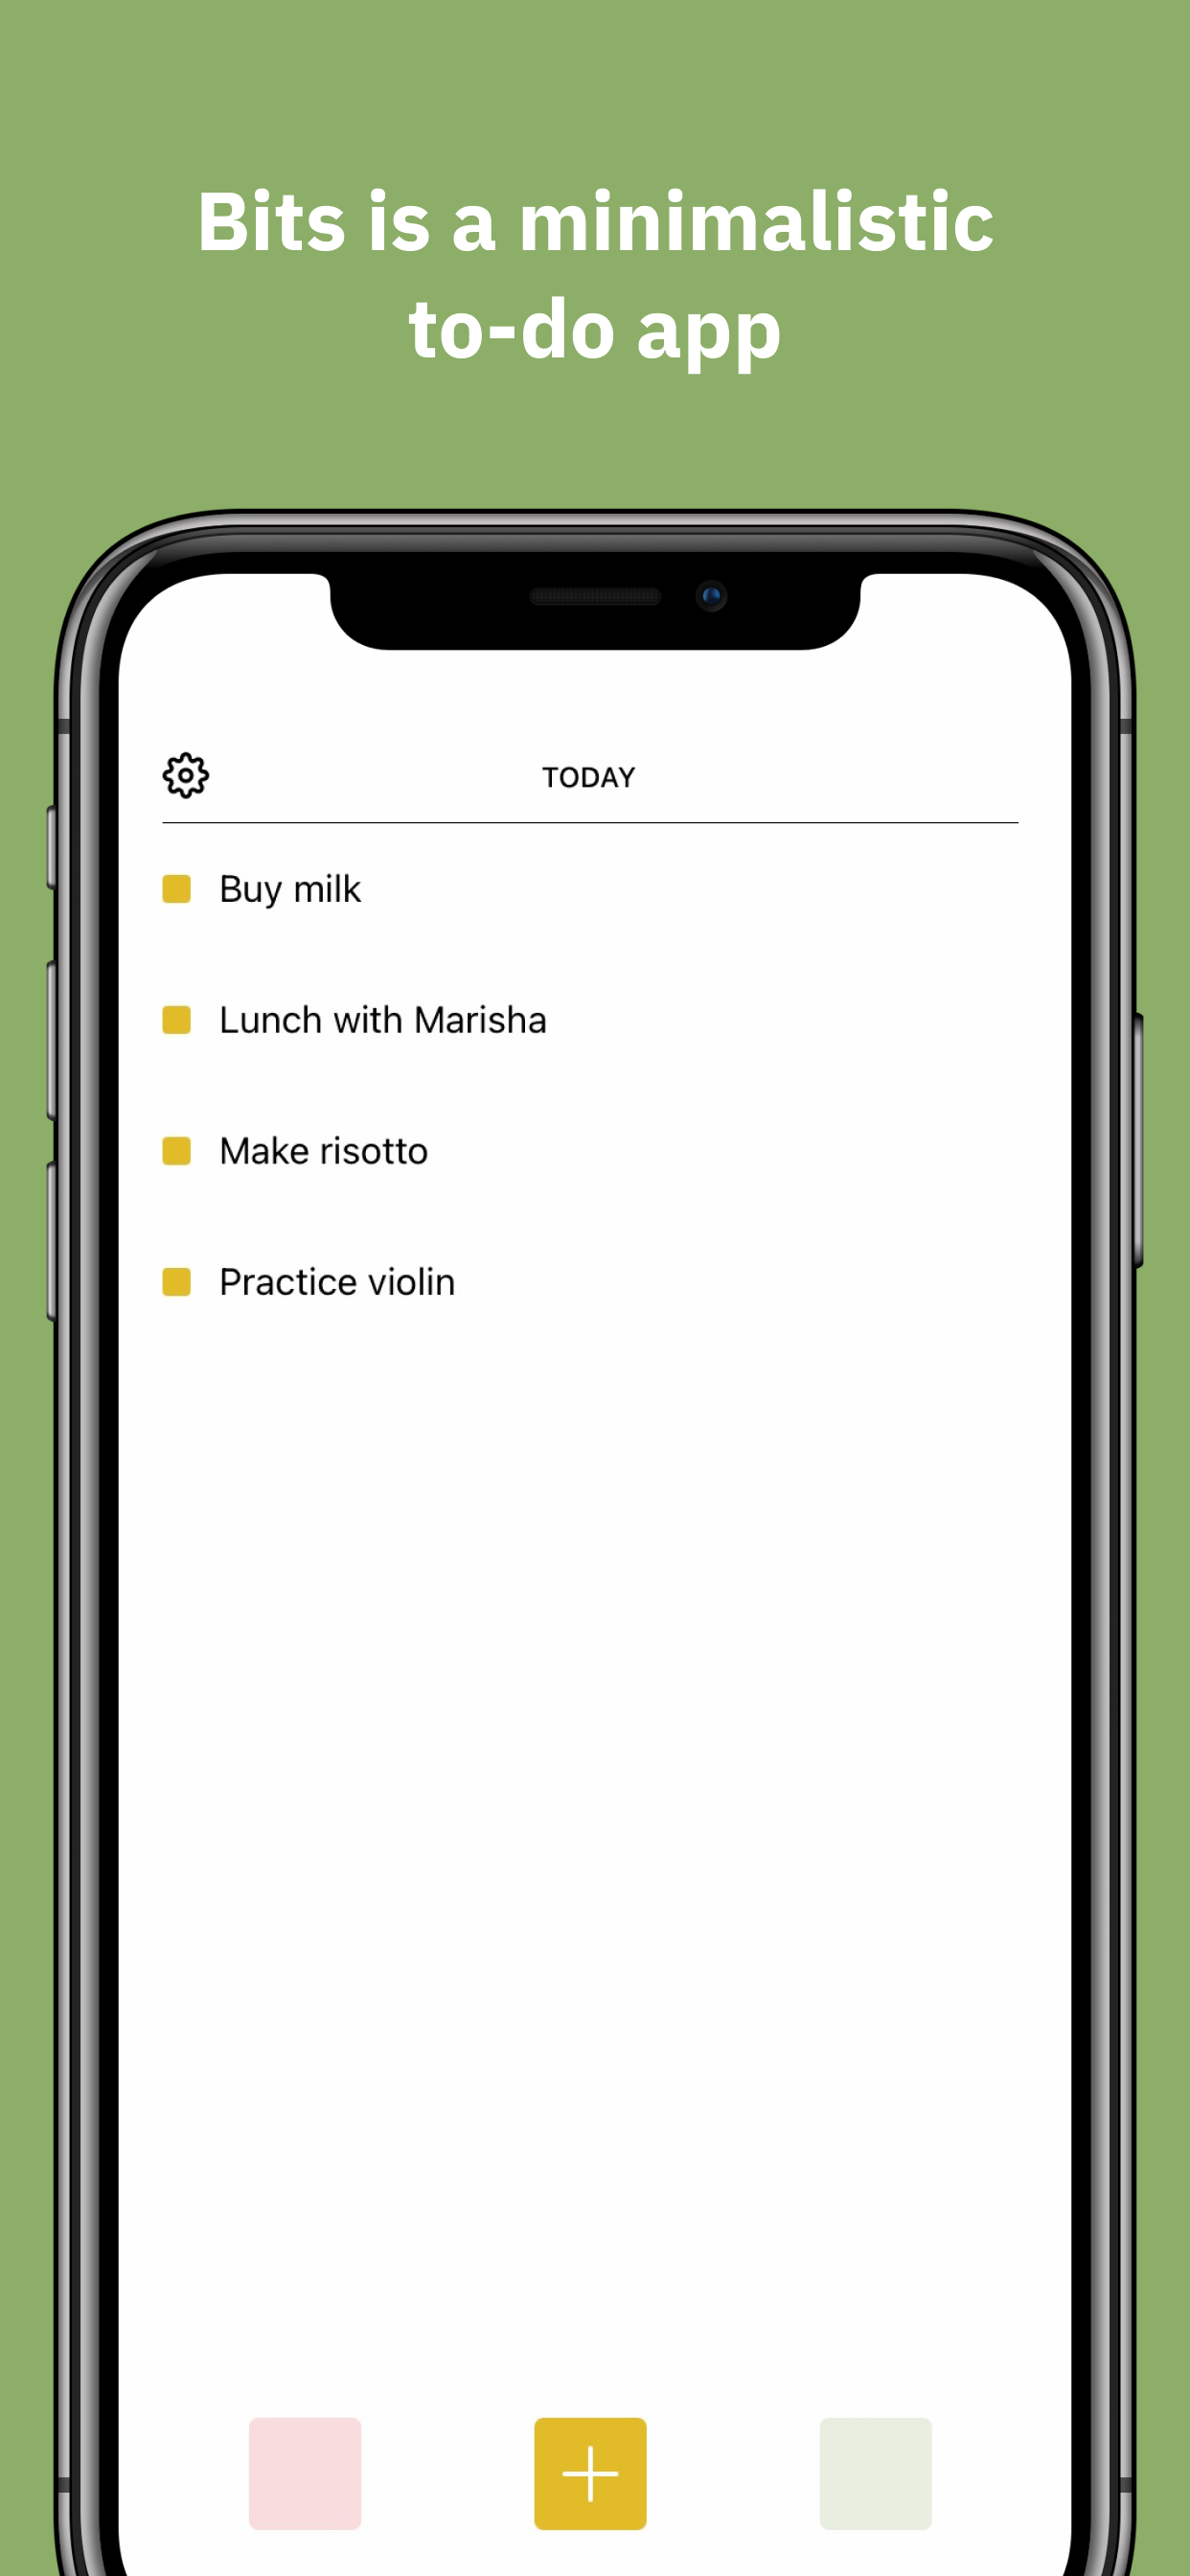 Bits is a minimalistic
to-do app
TODAY
Buy milk
Lunch with Marisha
Make risotto
Practice violin